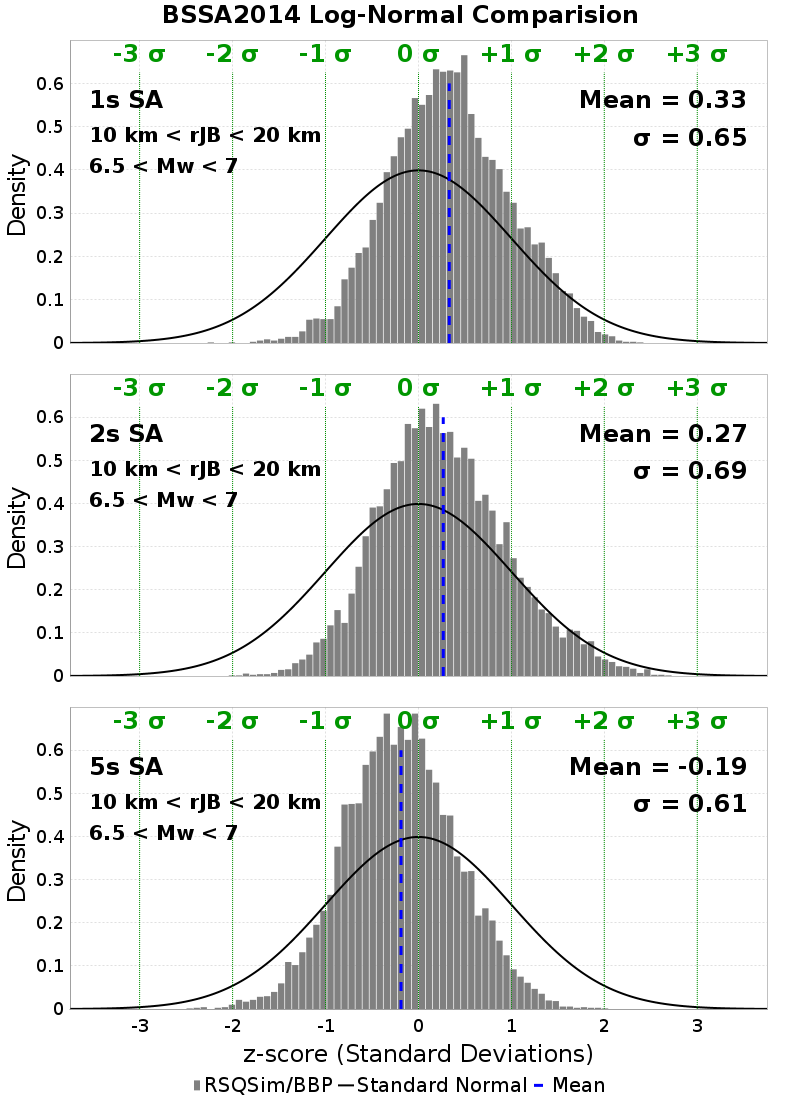 BSSA2014 Log-Normal Comparision
-3 σ -2 σ -1 σ 0 σ +1 σ +2 σ +3 σ
1s SA
Mean = 0.33
10 km < rJB < 20 km
σ = 0.65
6.5 < Mw < 7
Density
0.6
0.5
0.4
0.3
0.2
0.1
0
-3 σ -2 σ -1 σ 0 σ +1 σ +2 σ +3 σ
2s SA
Mean = 0.27
10 km < rJB < 20 km
σ = 0.69
6.5 < Mw < 7
Density
0.6
0.5
0.4
0.3
0.2
0.1
0
-3 σ -2 σ -1 σ 0 σ +1 σ +2 σ +3 σ
5s SA
Mean = -0.19
10 km < rJB < 20 km
σ = 0.61
6.5 < Mw < 7
Density
0.6
0.5
0.4
0.3
0.2
0.1
0
-3 -2 -1 0 1 2 3
z-score (Standard Deviations)
RSQSim/BBP Standard Normal Mean